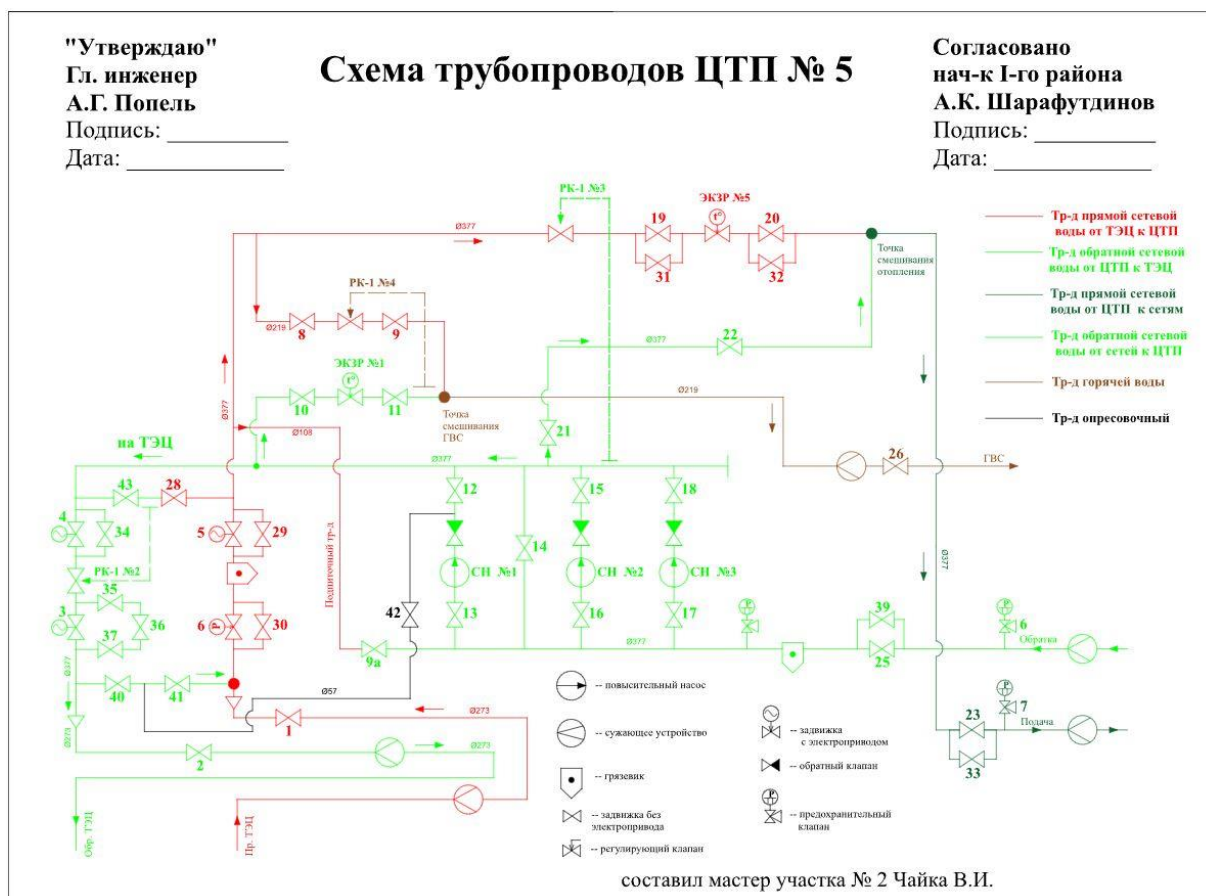 "Утверждаю"
Гл. инженер
А.Г. Попель
Подпись: ____________
Дата: _______________
Схема трубопроводов ЦТП № 5
Согласовано
нач-к I-го района
А.К. Шарафутдинов
Подпись: ____________
Дата: _______________
РК-1 №3
Ø377
19
ЭКЗР №5
t°
20
31
32
Точка
смешивания
отопления
Тр-д прямой сетевой
воды от ТЭЦ к ЦТП
Тр-д обратной сетевой
воды от ЦТП к ТЭЦ
Тр-д прямой сетевой
воды от ЦТП к сетям
Тр-д обратной сетевой
воды от сетей к ЦТП
Тр-д горячей воды
Тр-д опресовочный
РК-1 №4
Ø219
8
9
Ø377
22
ЭКЗР №1
t°
10
11
Ø377
Ø219
Точка
смешивания
ГВС
Ø108
21
на ТЭЦ
Ø377
26
ГВС
43
28
12
15
18
4
34
5
29
14
Подпиточный тр-д
СН №1
СН №2
СН №3
Ø377
РК-1 №2
35
3
36
37
6
P
30
42
13
16
17
P
39
P
6
9а
Ø377
25
Обратка
Ø377
40
41
Ø57
P
7
23
Подача
33
Ø273
1
Ø273
2
Ø273
Обр. ТЭЦ
Пр. ТЭЦ
-- повысительный насос
-- сужающее устройство
-- грязевик
-- задвижка без
электропривода
-- регулирующий клапан
-- задвижка
с электроприводом
-- обратный клапан
P
-- предохранительный
клапан
составил мастер участка № 2 Чайка В.И.